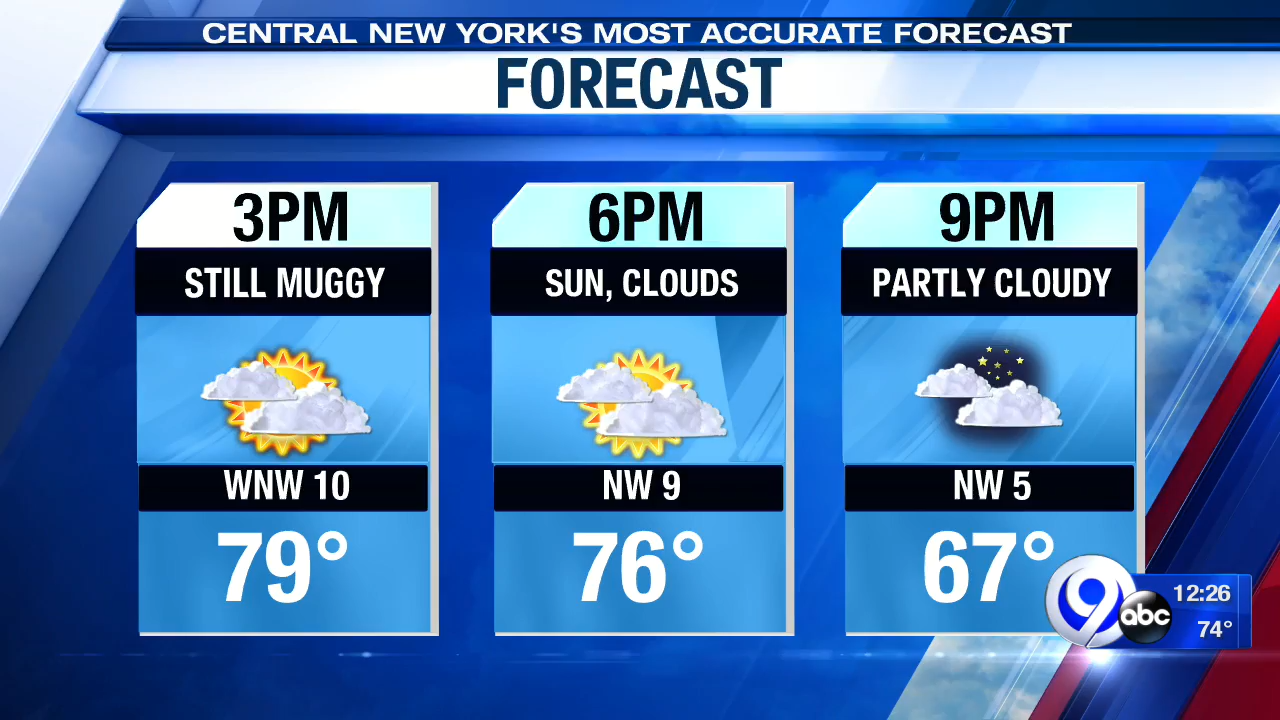 CENTRAL NEW YORK'S MOST ACCURATE FORECAST
FORECAST
3PM
STILL MUGGY
WNW 10
79°
6PM
SUN, CLOUDS
NW 9
76°
9PM
PARTLY CLOUDY
NW 5
67°
9
abc
12:26
74°